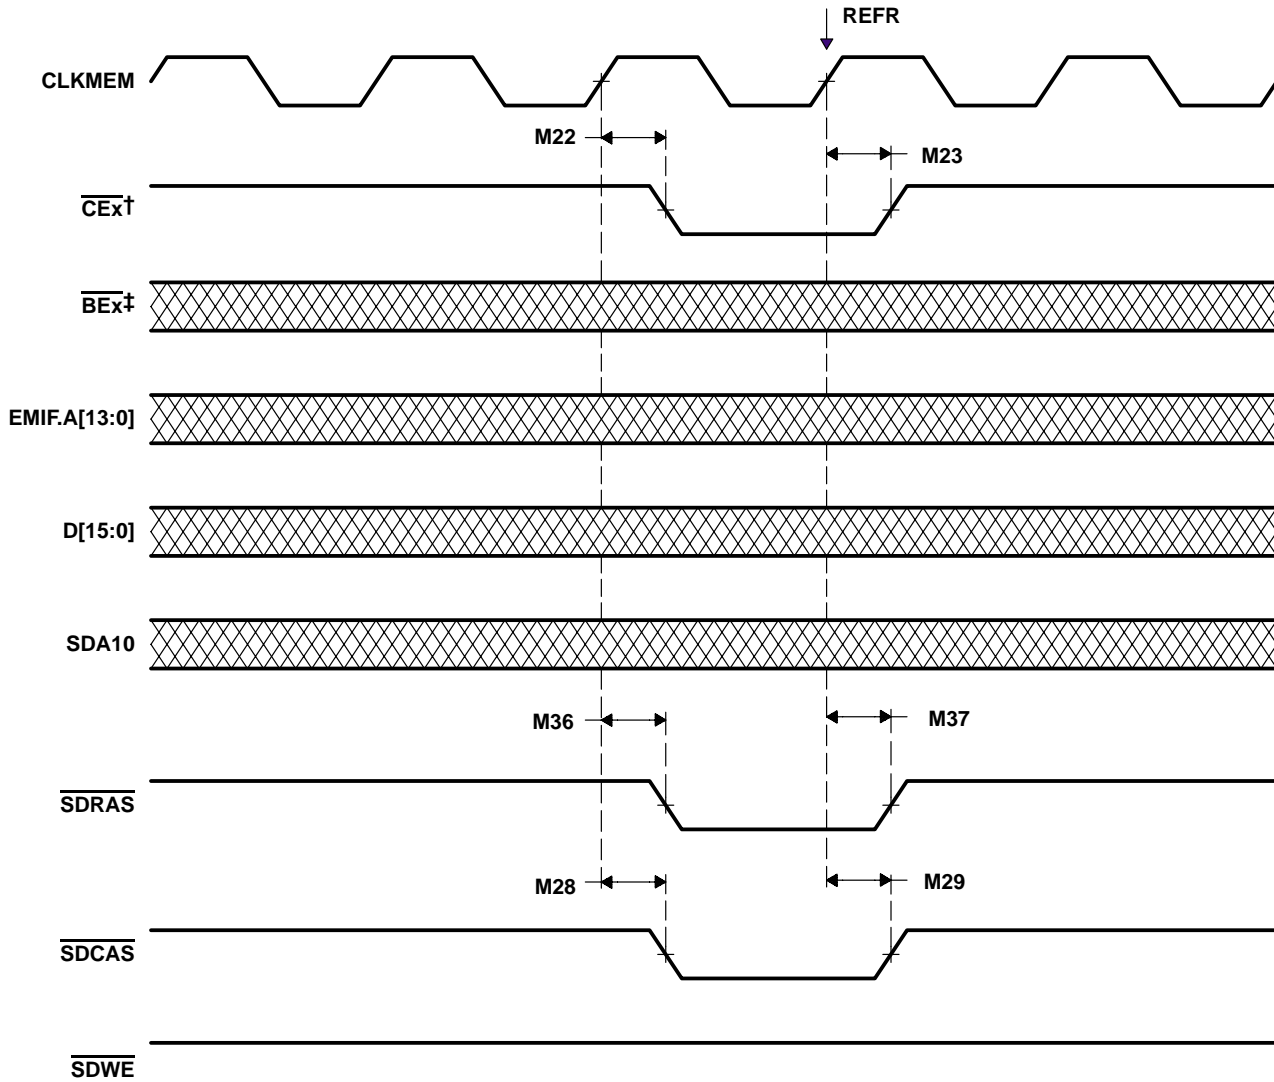 REFR
CLKMEM
M22
M23
CEx†
BEx‡
EMIF.A[13:0]
D[15:0]
SDA10
M36
M37
SDRAS
M28
M29
SDCAS
SDWE